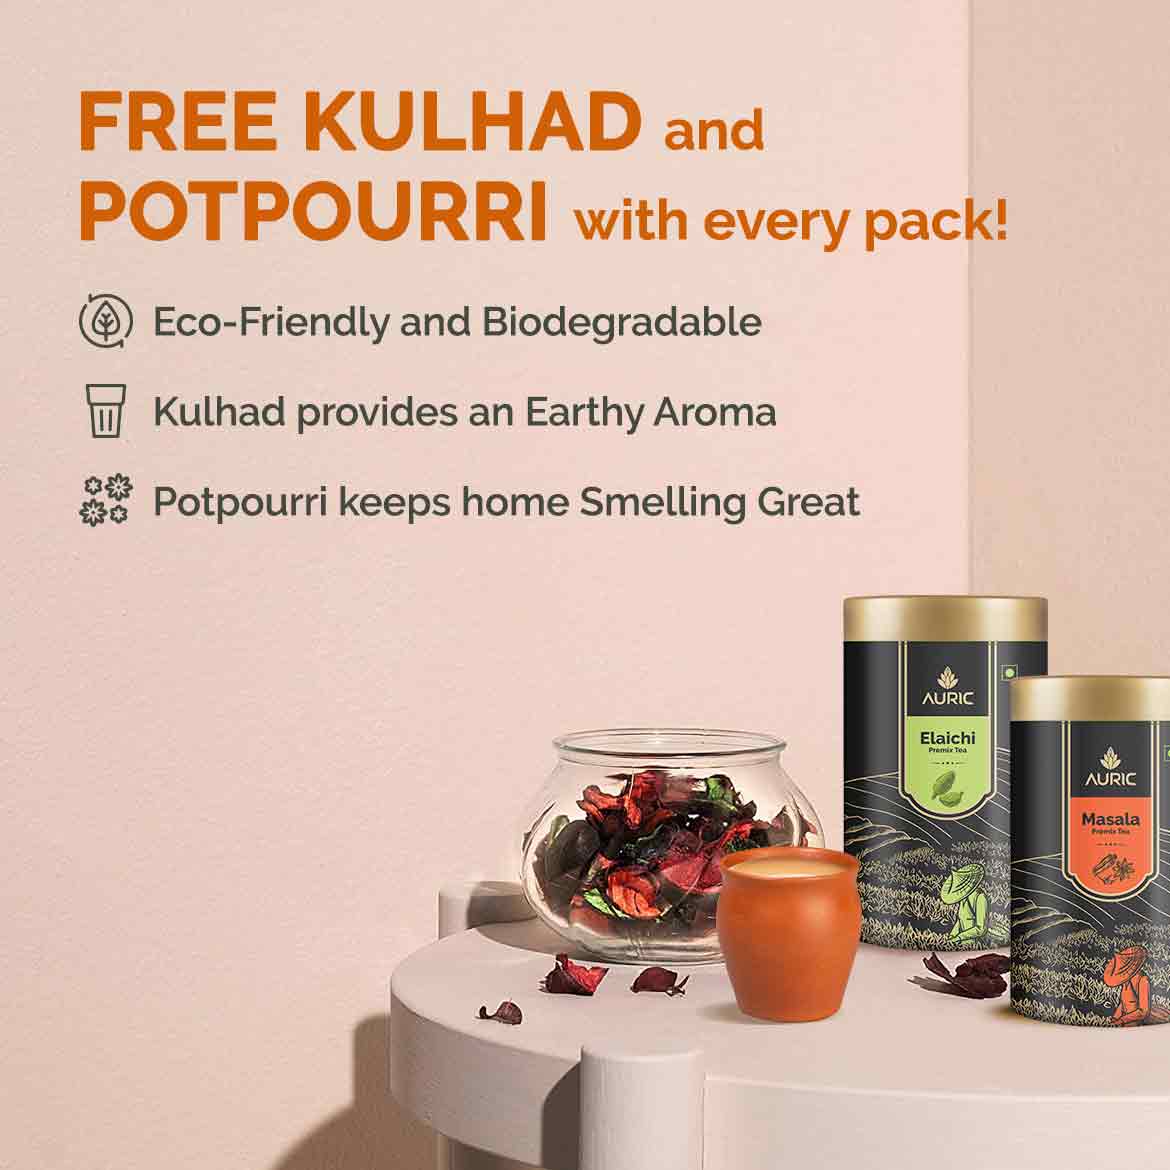 FREE KULHAD and
POTPOURRI with every pack!
Eco-Friendly and Biodegradable
Kulhad provides an Earthy Aroma
Potpourri keeps home Smelling Great
AURIC
Elaichi
Premix Tea
AURIC
Masala
Premix Tea